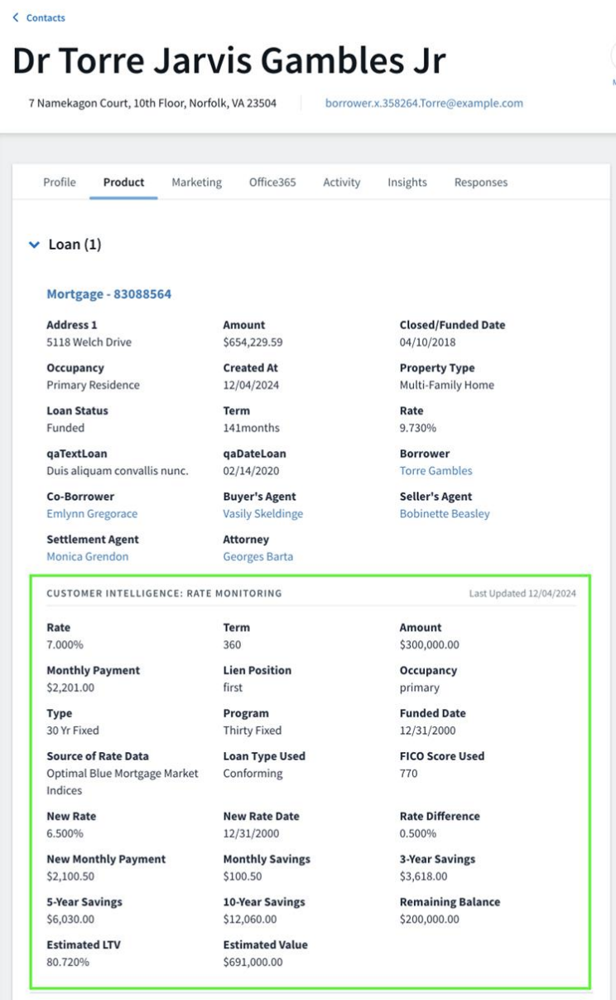 Contacts
Dr Torre Jarvis Gambles Jr
7 Namekagon Court, 10th Floor, Norfolk, VA 23504 borrower.x.358264.Torre@example.com
Profile Product Marketing Office365 Activity Insights Responses
Loan (1)
Mortgage - 83088564
Address 1 Amount Closed/Funded Date
5118 Welch Drive $654,229.59 04/10/2018
Occupancy Created At Property Type
Primary Residence 12/04/2024 Multi-Family Home
Loan Status Term Rate
Funded 141months 9.730%
qaTextLoan qaDateLoan Borrower
Duis aliquam convallis nunc. 02/14/2020 Torre Gambles
Co-Borrower Buyer's Agent Seller's Agent
Emlynn Gregorace Vasily Skeldinge Bobinette Beasley
Settlement Agent Attorney
Monica Grendon Georges Barta
CUSTOMER INTELLIGENCE: RATE MONITORING Last Updated 12/04/2024
Rate Term Amount
7.000% 360 $300,000.00
Monthly Payment Lien Position Occupancy
$2,201.00 first primary
Type Program Funded Date
30 Yr Fixed Thirty Fixed 12/31/2000
Source of Rate Data Loan Type Used FICO Score Used
Optimal Blue Mortgage Market Conforming 770
Indices
New Rate New Rate Date Rate Difference
6.500% 12/31/2000 0.500%
New Monthly Payment Monthly Savings 3-Year Savings
$2,100.50 $100.50 $3,618.00
5-Year Savings 10-Year Savings Remaining Balance
$6,030.00 $12,060.00 $200,000.00
Estimated LTV Estimated Value
80.720% $691,000.00